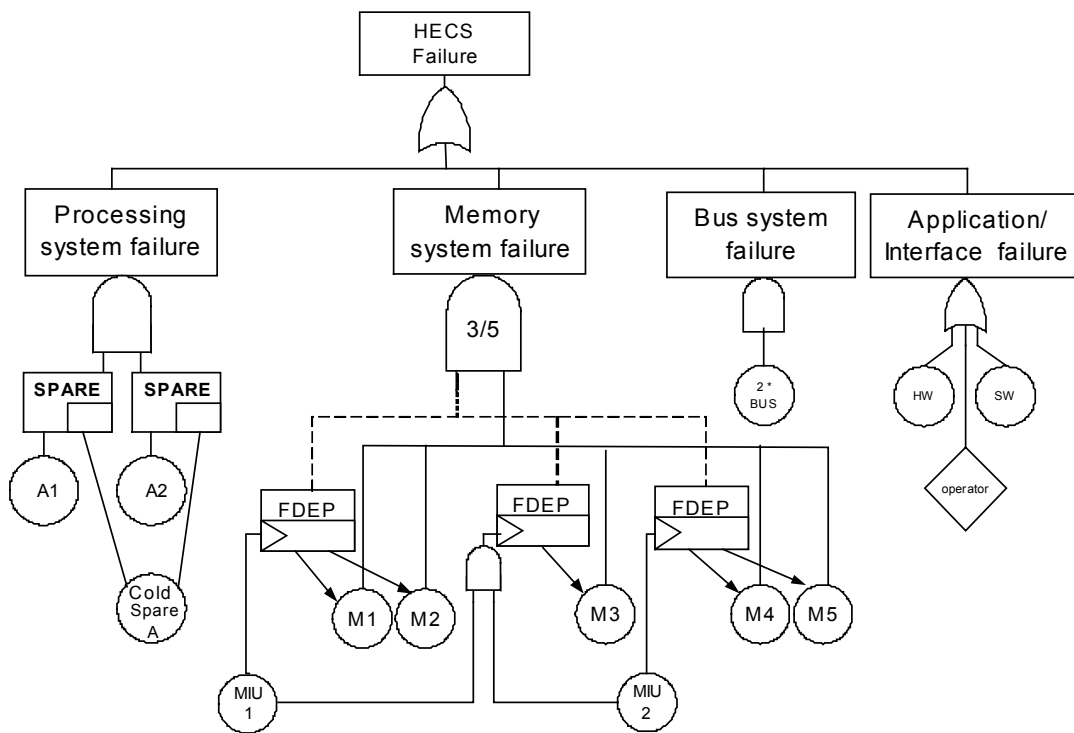 HECS
Failure
Processing
system failure
Memory
system failure
Bus system
failure
Application/
Interface failure
3/5
SPARE
SPARE
2 *
BUS
HW
SW
A1
A2
operator
FDEP
FDEP
FDEP
Cold
Spare
A
M1
M2
M3
M4
M5
MIU
1
MIU
2